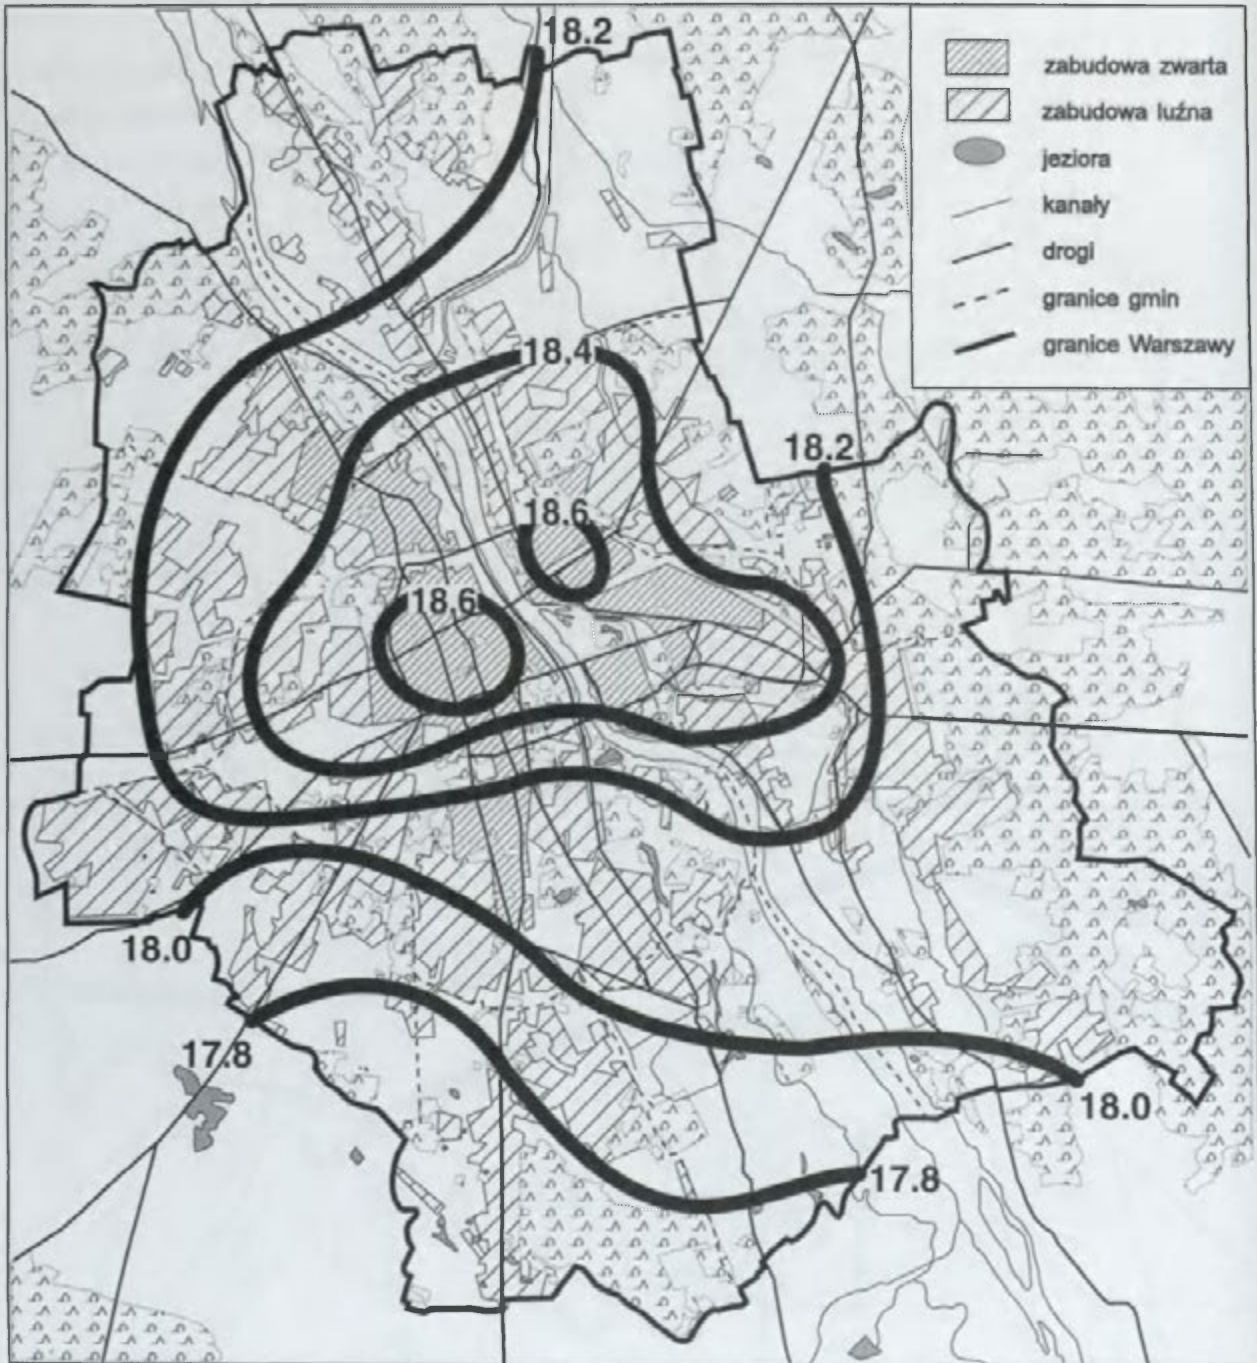 18.2
zabudowa zwarta
zabudowa luźna
jeziora
kanały
drogi
granice gmin
granice Warszawy
18.4
18.2
18.6
18.6
18.0
17.8
18.0
17.8